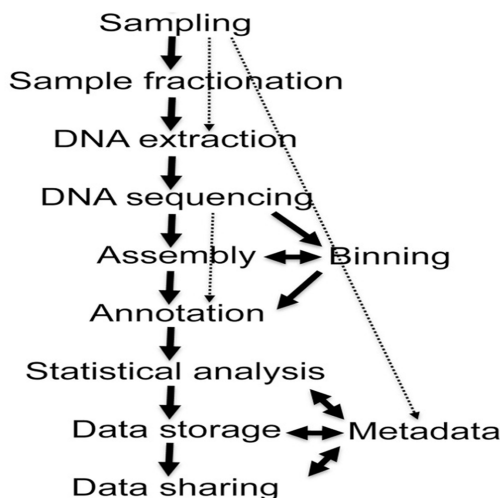 Sampling
Sample fractionation
DNA extraction
DNA sequencing
Assembly
Binning
Annotation
Statistical analysis
Data storage
Metadata
Data sharing